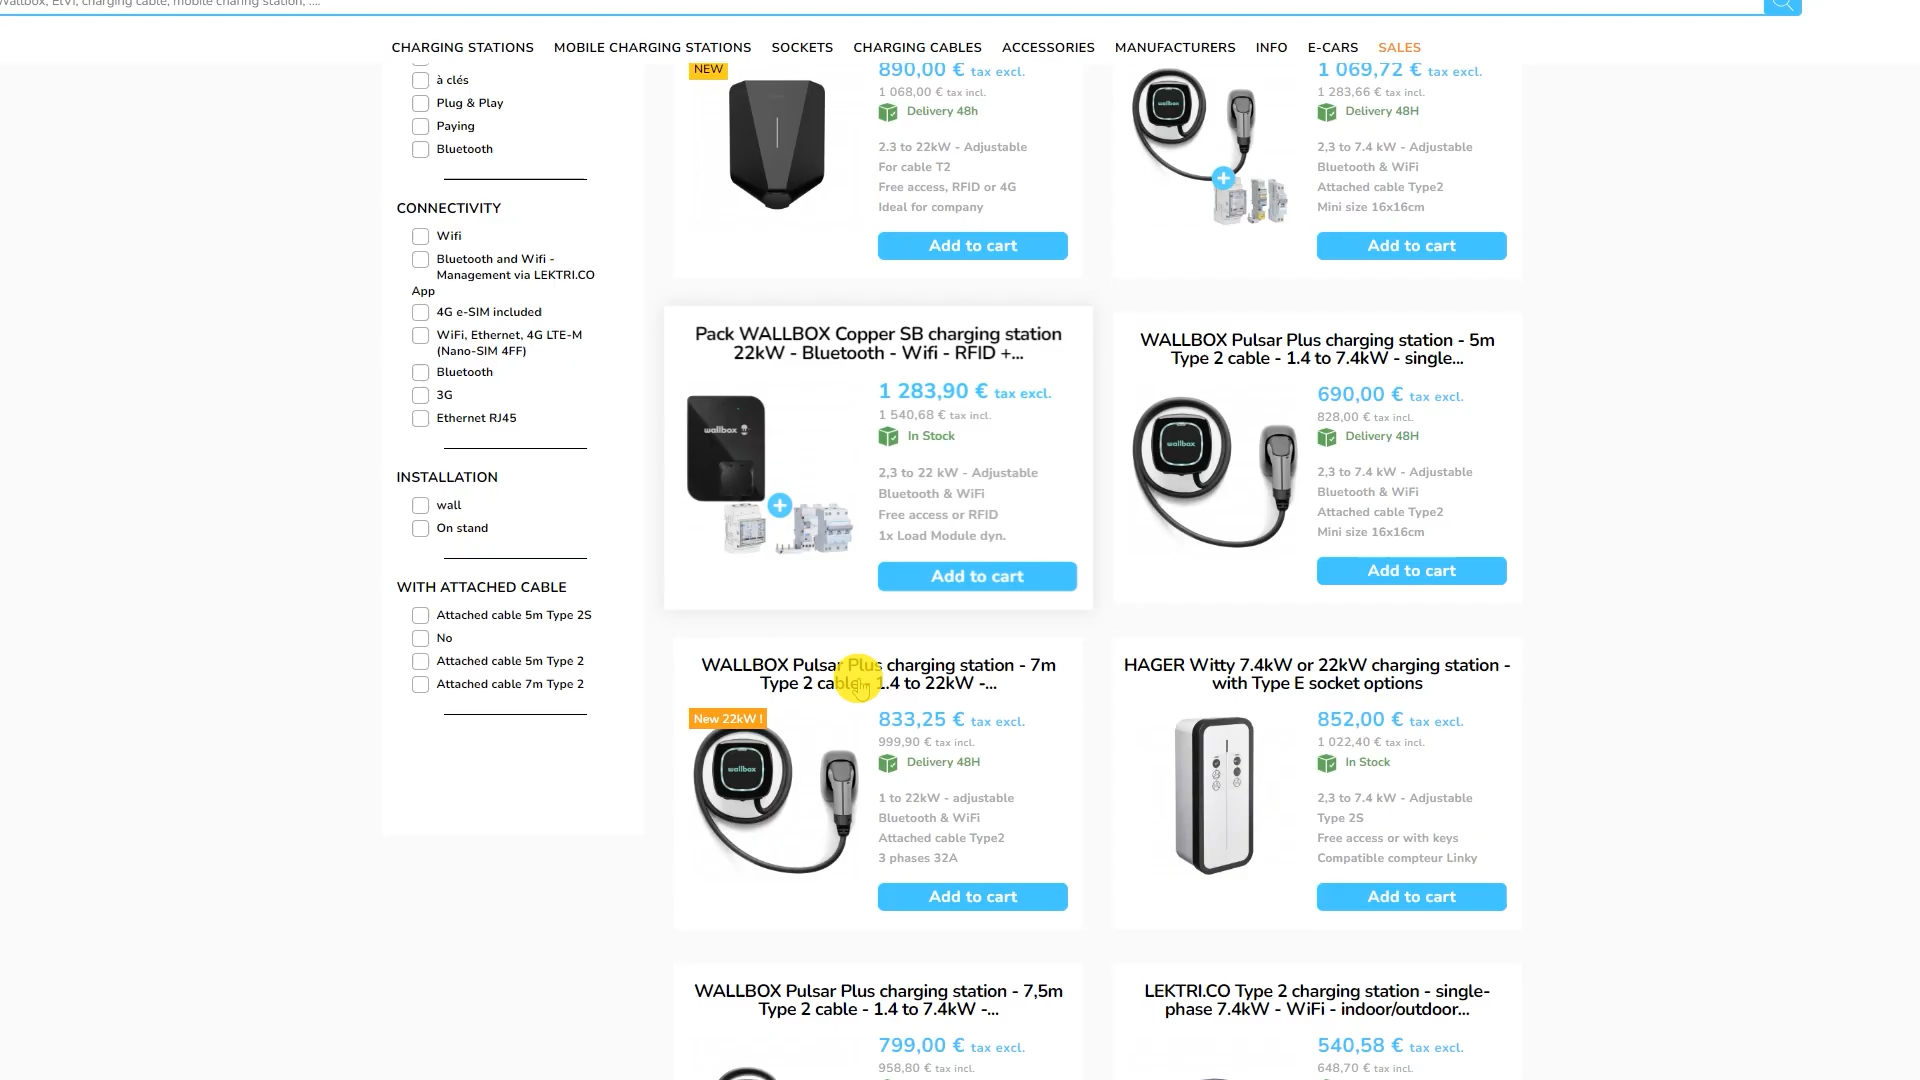 Wallbox, EtVi, charging cable, mobile charing station, ....
CHARGING STATIONS MOBILE CHARGING STATIONS SOCKETS CHARGING CABLES ACCESSORIES MANUFACTURERS INFO E-CARS SALES
à clés
Plug & Play
Paying
Bluetooth
CONNECTIVITY
Wifi
Bluetooth and Wifi -
Management via LEKTRI.CO
App
4G e-SIM included
WiFi, Ethernet, 4G LTE-M
(Nano-SIM 4FF)
Bluetooth
3G
Ethernet RJ45
INSTALLATION
wall
On stand
WITH ATTACHED CABLE
Attached cable 5m Type 2S
No
Attached cable 5m Type 2
Attached cable 7m Type 2
NEW
890,00 € tax excl.
1 068,00 € tax incl.
Delivery 48h
2.3 to 22kW - Adjustable
For cable T2
Free access, RFID or 4G
Ideal for company
Add to cart
1 069,72 € tax excl.
1 283,66 € tax incl.
Delivery 48H
2,3 to 7.4 kW - Adjustable
Bluetooth & WiFi
Attached cable Type2
Mini size 16x16cm
Add to cart
wallbox
Pack WALLBOX Copper SB charging station
22kW - Bluetooth - Wifi - RFID +...
1 283,90 € tax excl.
1 540,68 € tax incl.
In Stock
2,3 to 22 kW - Adjustable
Bluetooth & WiFi
Free access or RFID
1x Load Module dyn.
Add to cart
wallbox
WALLBOX Pulsar Plus charging station - 5m
Type 2 cable - 1.4 to 7.4kW - single...
690,00 € tax excl.
828,00 € tax incl.
Delivery 48H
2,3 to 7.4 kW - Adjustable
Bluetooth & WiFi
Attached cable Type2
Mini size 16x16cm
Add to cart
wallbox
WALLBOX Pulsar Plus charging station - 7m
Type 2 cable - 1.4 to 22kW -...
New 22kW !
833,25 € tax excl.
999,90 € tax incl.
Delivery 48H
1 to 22kW - adjustable
Bluetooth & WiFi
Attached cable Type2
3 phases 32A
Add to cart
wallbox
HAGER Witty 7.4kW or 22kW charging station -
with Type E socket options
852,00 € tax excl.
1 022,40 € tax incl.
In Stock
2,3 to 7.4 kW - Adjustable
Type 2S
Free access or with keys
Compatible compteur Linky
Add to cart
WALLBOX Pulsar Plus charging station - 7,5m
Type 2 cable - 1.4 to 7.4kW -...
799,00 € tax excl.
958,80 € tax incl.
LEKTRI.CO Type 2 charging station - single-
phase 7.4kW - WiFi - indoor/outdoor...
540,58 € tax excl.
648,70 € tax incl.